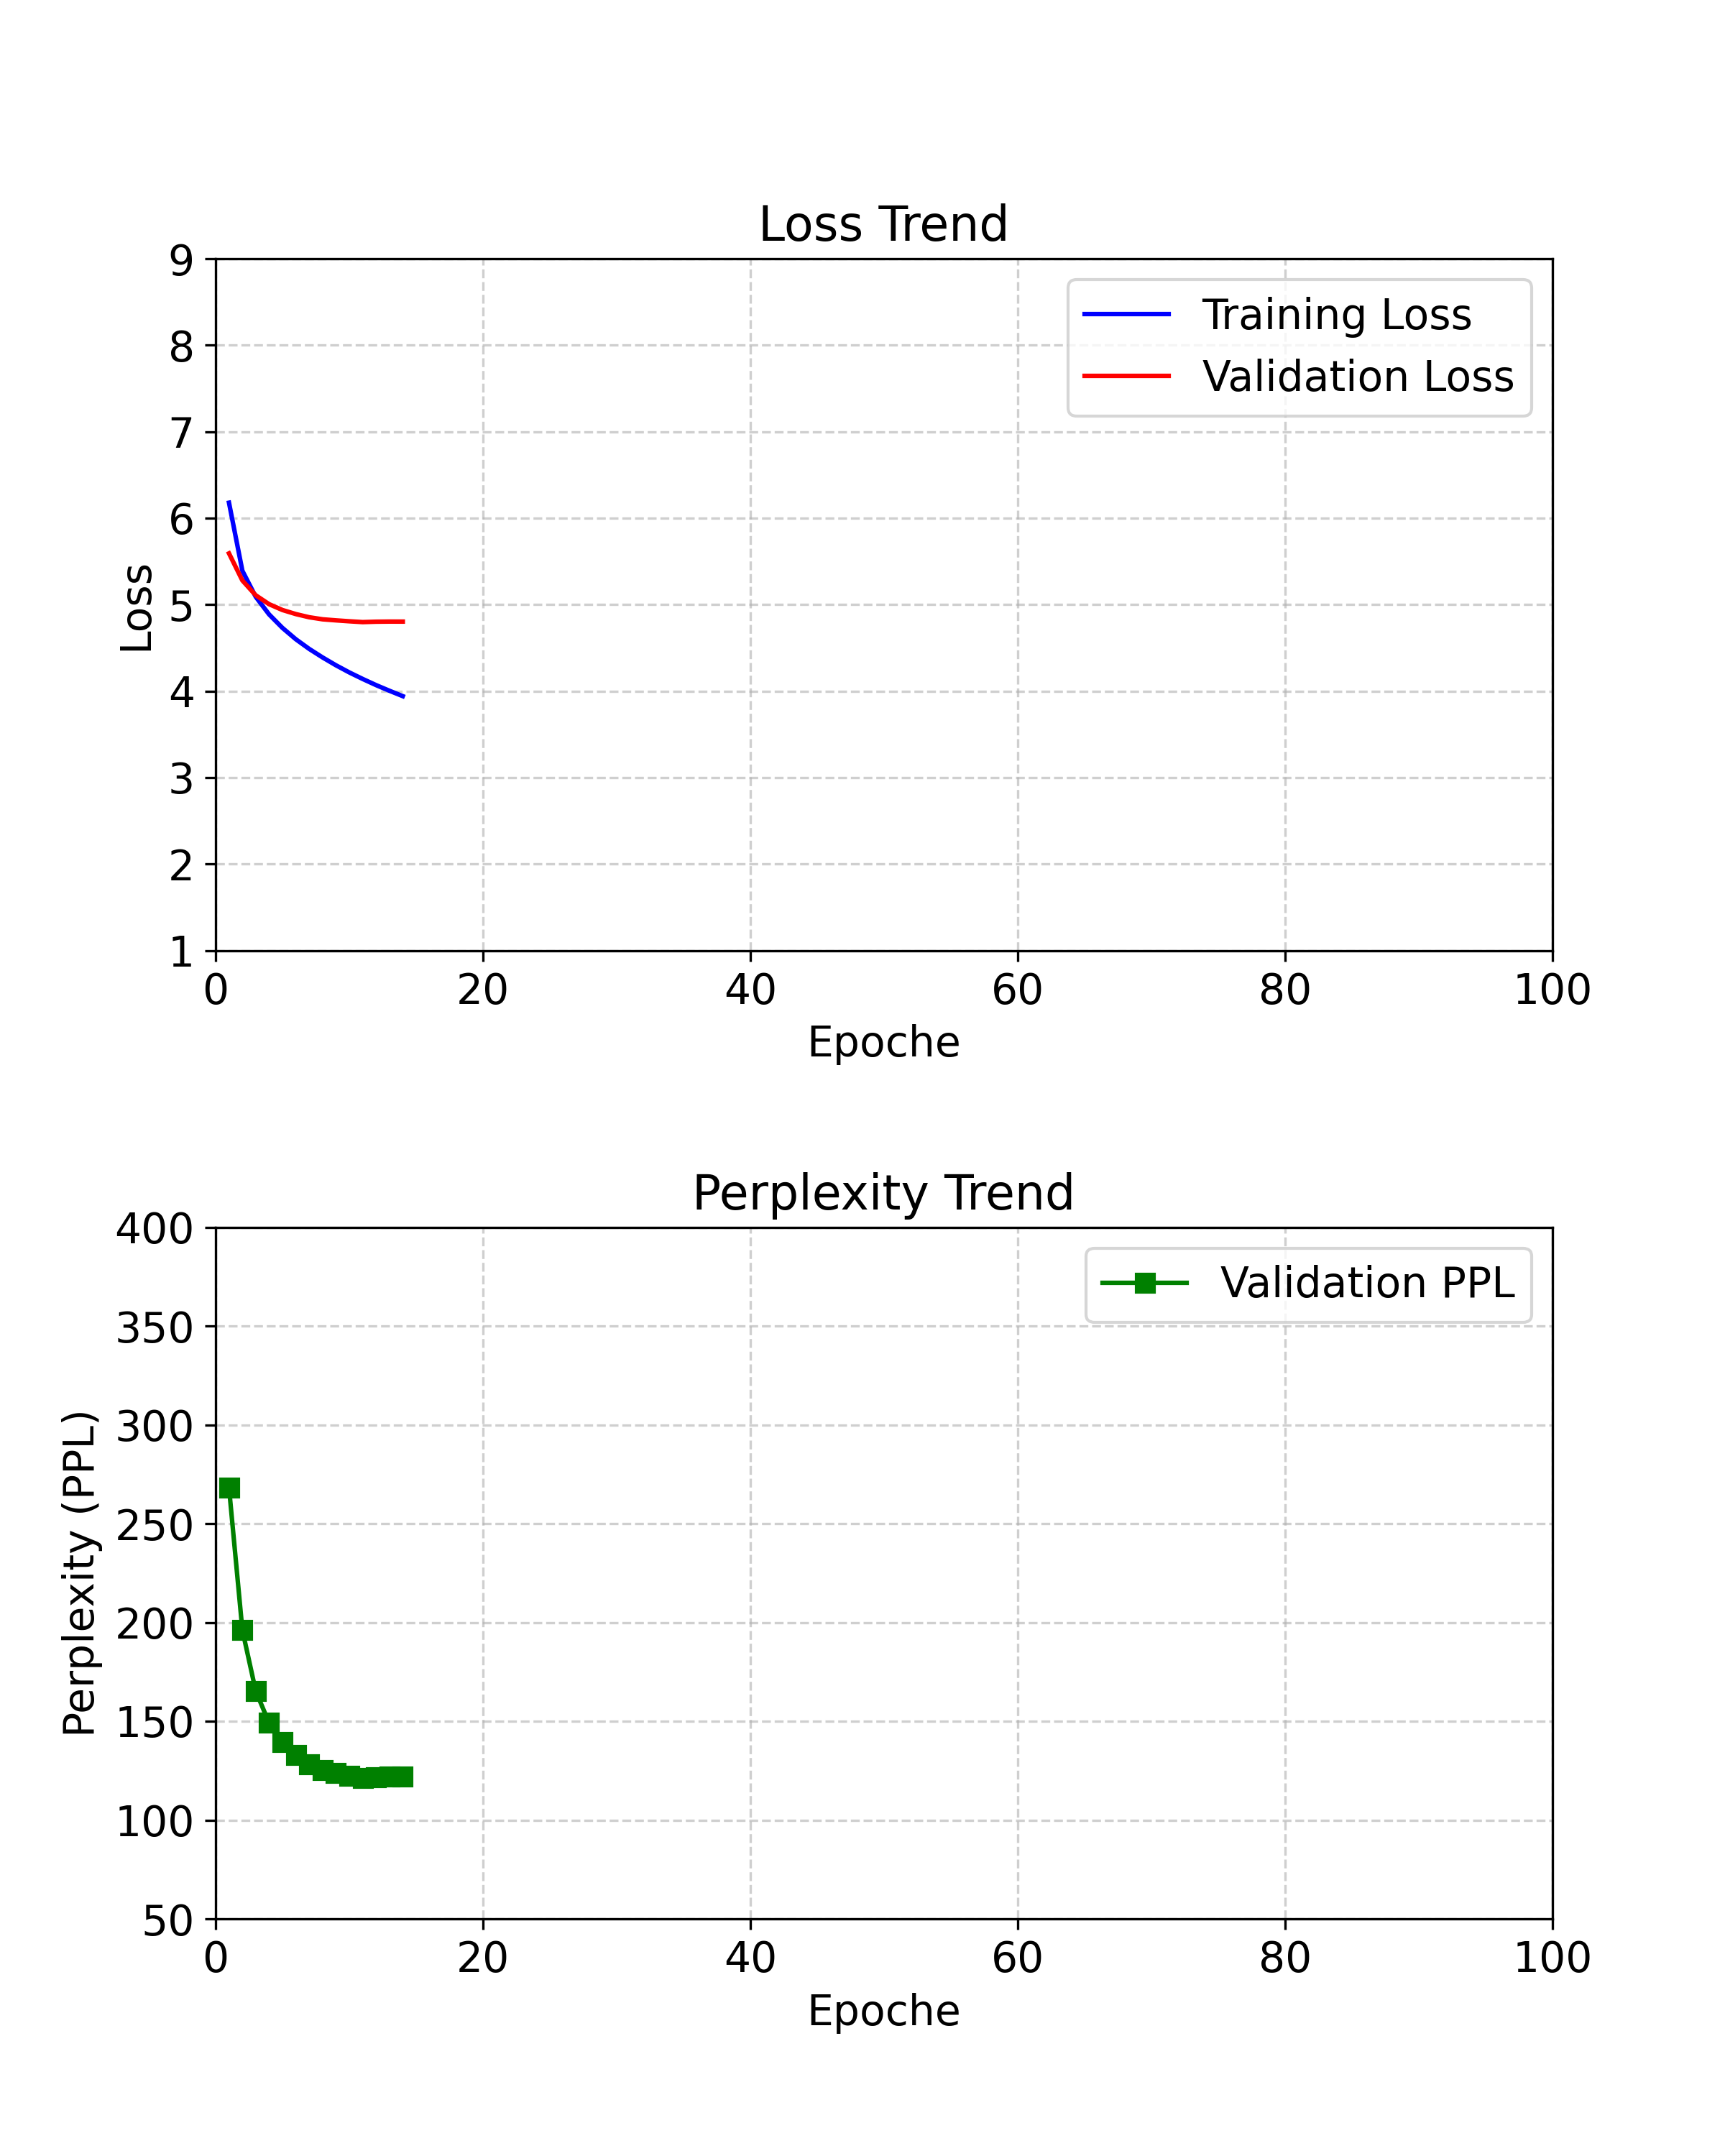 Loss Trend
9
8
7
6
5
4
3
2
1
Loss
Training Loss
Validation Loss
0 20 40 60 80 100
Epoche
Perplexity Trend
400
350
300
250
200
150
100
50
Perplexity (PPL)
Validation PPL
0 20 40 60 80 100
Epoche